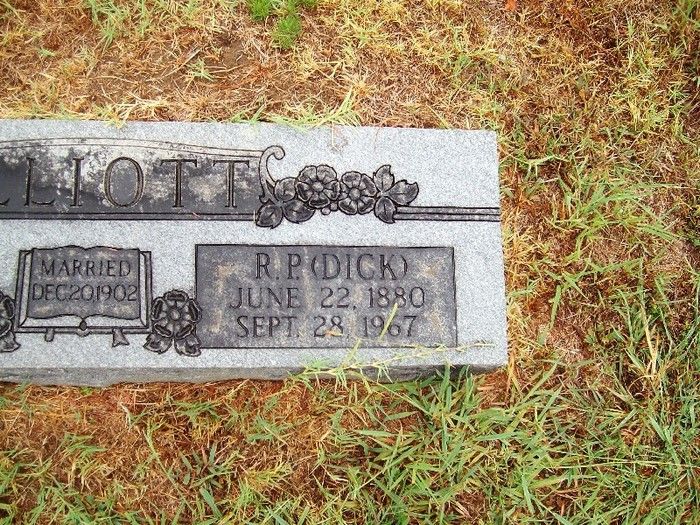 LLIOTT
MARRIED
DEC.20,1902
R.P. (DICK)
JUNE 22, 1880
SEPT. 28, 1967